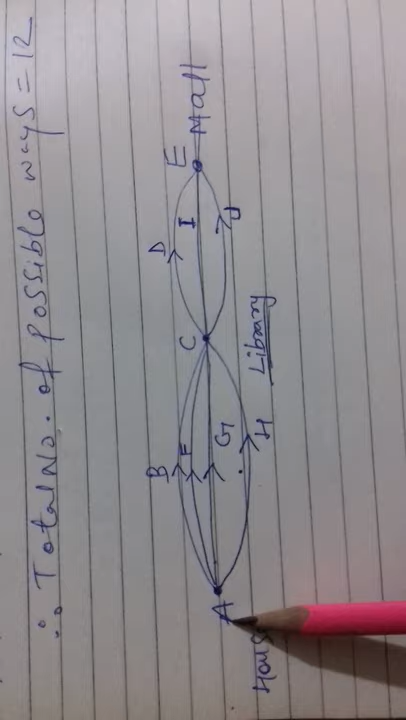 ∴ Total No. of possible ways = 12
B
D
E Mall
F
I
A
C
G
J
H
Library